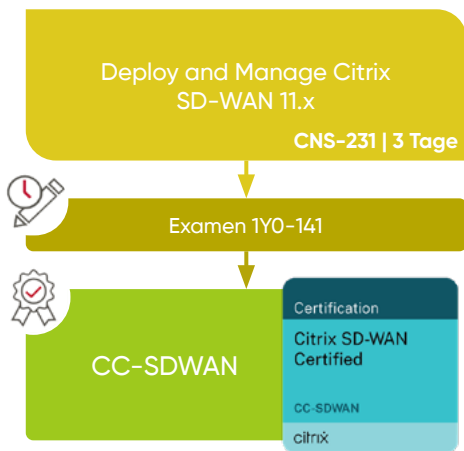 Deploy and Manage Citrix
SD-WAN 11.x
CNS-231 | 3 Tage
Examen 1Y0-141
CC-SDWAN
Certification
Citrix SD-WAN
Certified
CC-SDWAN
citrix